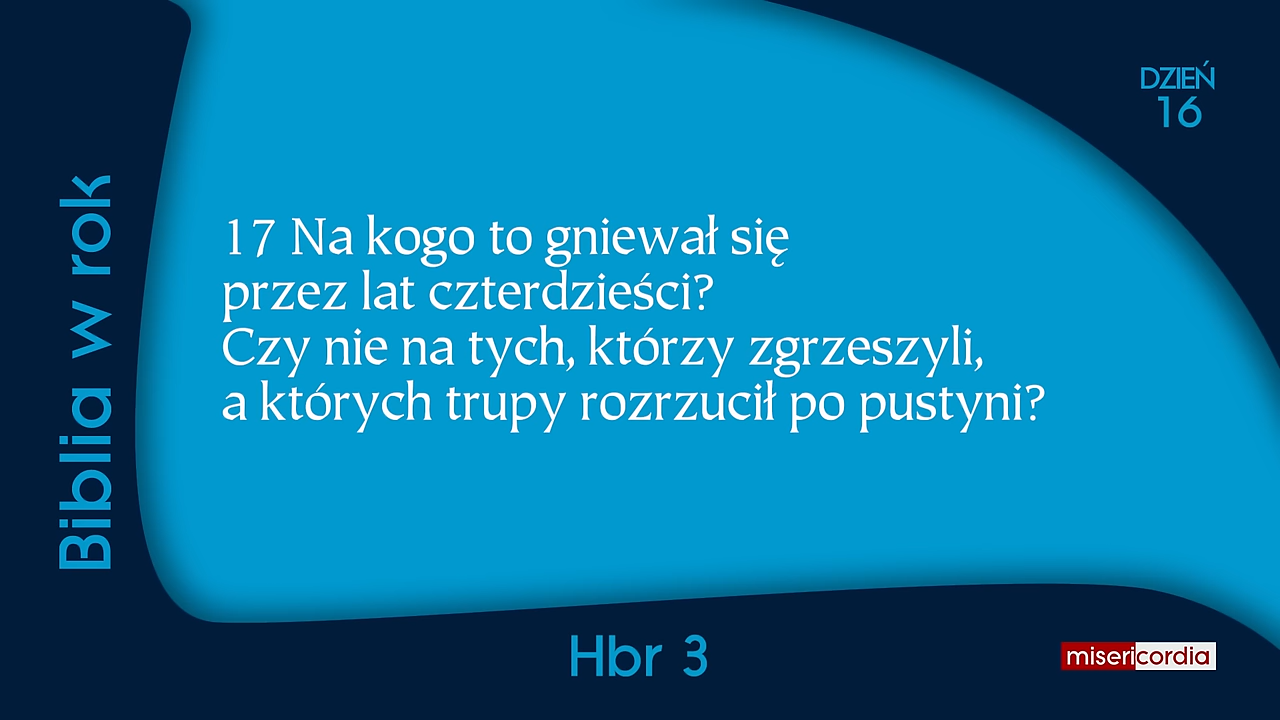 DZIEŃ
16
Biblia w rok
17 Na kogo to gniewał się
przez lat czterdzieści?
Czy nie na tych, którzy zgrzeszyli,
a których trupy rozrzucił po pustyni?
Hbr 3
misericordia